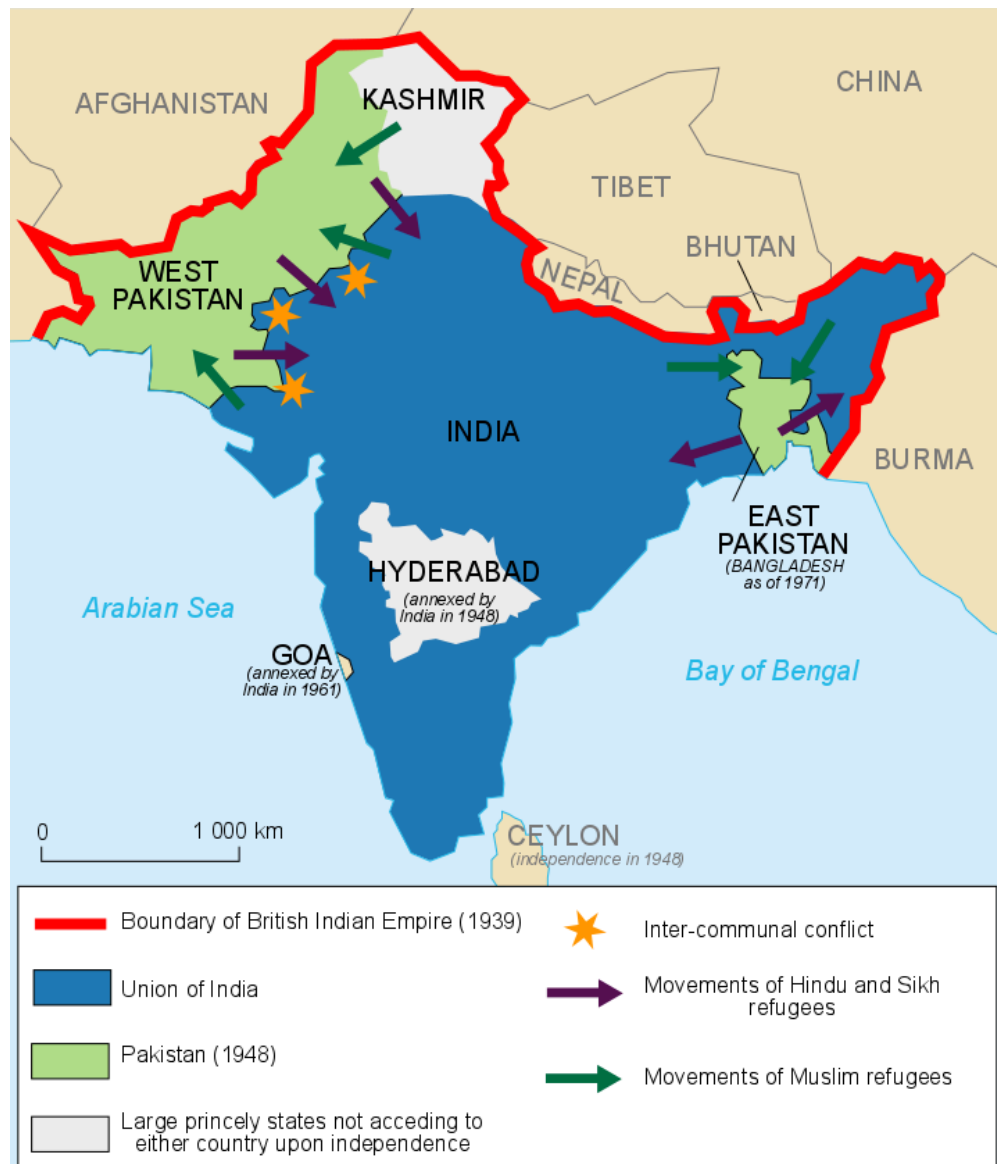 CHINA
AFGHANISTAN
KASHMIR
TIBET
BHUTAN
NEPAL
WEST
PAKISTAN
INDIA
BURMA
EAST
PAKISTAN
(BANGLADESH
as of 1971)
HYDERABAD
(annexed by
India in 1948)
Arabian Sea
GOA
(annexed by
India in 1961)
Bay of Bengal
0 1 000 km
CEYLON
(independence in 1948)
Boundary of British Indian Empire (1939)
Union of India
Pakistan (1948)
Large princely states not acceding to
either country upon independence
Inter-communal conflict
Movements of Hindu and Sikh
refugees
Movements of Muslim refugees